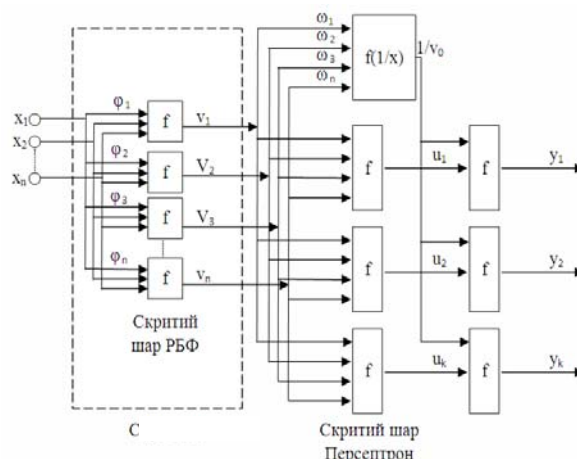 ω1
ω2
ω3
ωn
f(1/x)
1/v0
x1
x2
xn
φ1
f
v1
φ2
f
V2
φ3
f
V3
φn
f
vn
Скритий
шар РБФ
С
f
u1
f
y1
f
u2
f
y2
f
uk
f
yk
Скритий шар
Персептрон